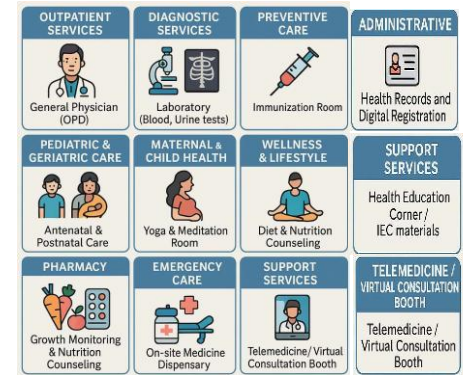 OUTPATIENT
SERVICES
General Physician
(OPD)
DIAGNOSTIC
SERVICES
Laboratory
(Blood, Urine tests)
PREVENTIVE
CARE
Immunization Room
ADMINISTRATIVE
Health Records and
Digital Registration
PEDIATRIC &
GERIATRIC CARE
Antenatal &
Postnatal Care
MATERNAL &
CHILD HEALTH
Yoga & Meditation
Room
WELLNESS
& LIFESTYLE
Diet & Nutrition
Counseling
SUPPORT
SERVICES
Health Education
Corner /
IEC materials
PHARMACY
Growth Monitoring
& Nutrition
Counseling
EMERGENCY
CARE
On-site Medicine
Dispensary
SUPPORT
SERVICES
Telemedicine/ Virtual
Consultation Booth
TELEMEDICINE /
VIRTUAL CONSULTATION
BOOTH
Telemedicine /
Virtual Consultation
Booth